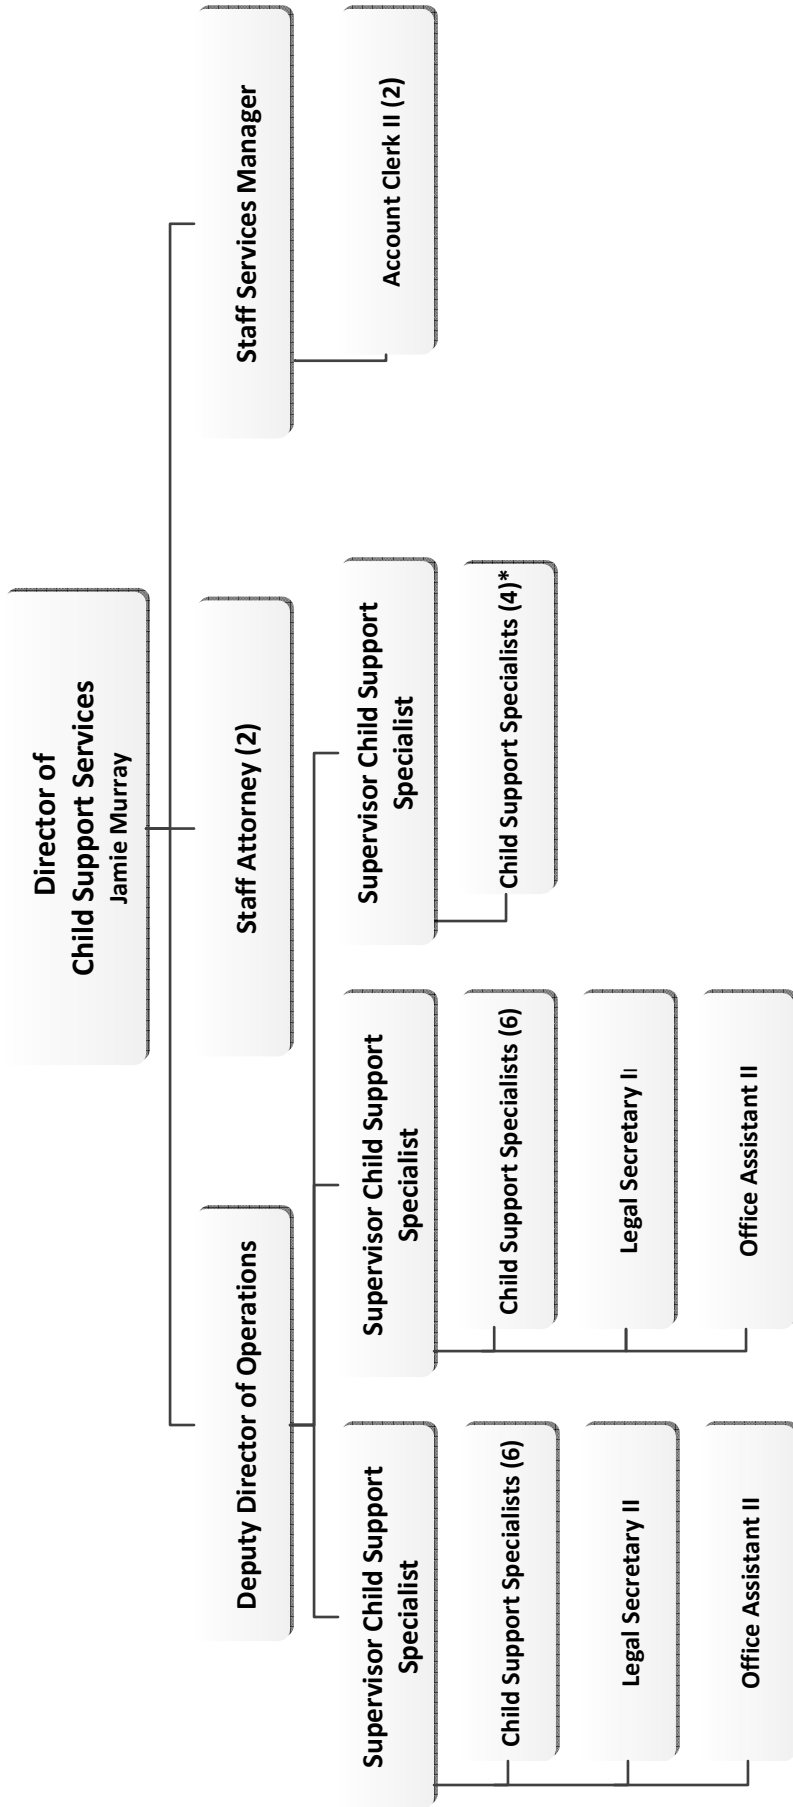 Director of
Child Support Services
Jamie Murray
Deputy Director of Operations
Staff Attorney (2)
Staff Services Manager
Supervisor Child Support
Specialist
Supervisor Child Support
Specialist
Supervisor Child Support
Specialist
Account Clerk II (2)
Child Support Specialists (6)
Child Support Specialists (6)
Child Support Specialists (4)*
Legal Secretary II
Legal Secretary II
Office Assistant II
Office Assistant II